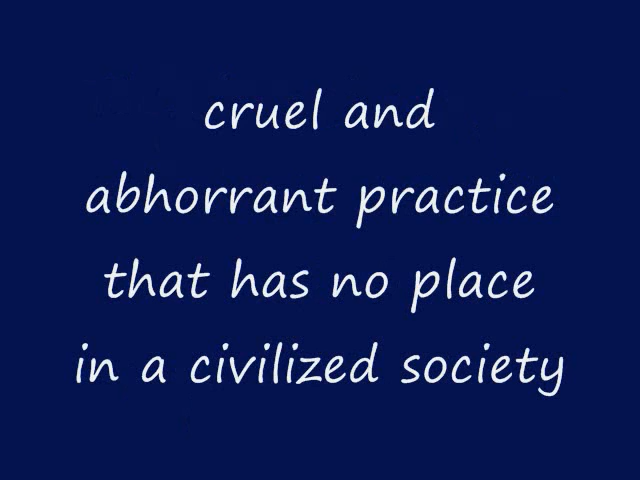 cruel and
abhorrant practice
that has no place
in a civilized society